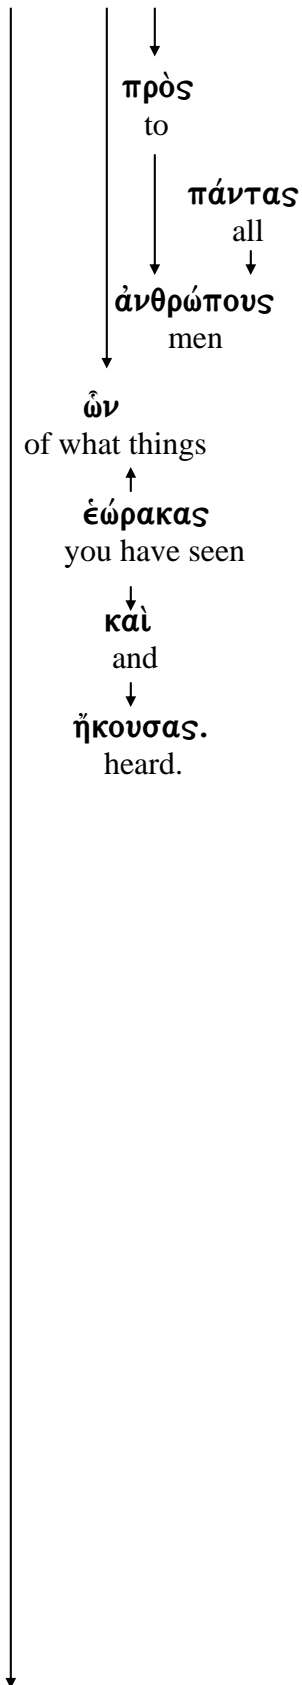 πρὸς
to
πάντας
all
ἀνθρώπους
men
ὧν
of what things
ἑώρακας
you have seen
καὶ
and
ἤκουσας.
heard.